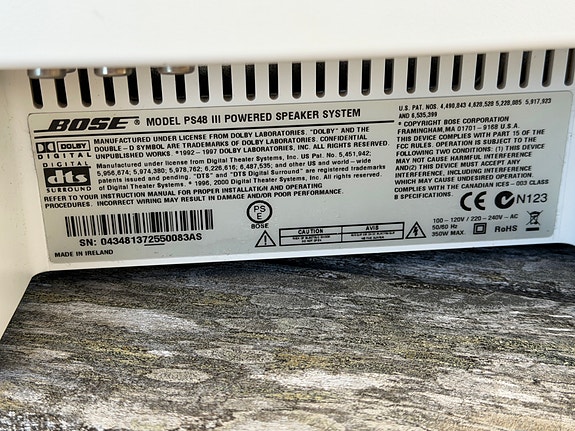 BOSE ® MODEL PS48 III POWERED SPEAKER SYSTEM
DOLBY
DIGITAL
DIGITAL
dts
SURROUND
MANUFACTURED UNDER LICENSE FROM DOLBY LABORATORIES. "DOLBY" AND THE
DOUBLE-D SYMBOL ARE TRADEMARKS OF DOLBY LABORATORIES. CONFIDENTIAL
UNPUBLISHED WORKS ©1992-1997 DOLBY LABORATORIES, INC. ALL RIGHTS RESERVED.
Manufactured under license from Digital Theater Systems, Inc. US Pat. No. 5,451,942;
5,956,674; 5,974,380; 5,978,762; 6,226,616; 6,487,535; and other US and world-wide
patents issued and pending. "DTS" and "DTS Digital Surround" are registered trademarks
of Digital Theater Systems, Inc. ©1996, 2000 Digital Theater Systems, Inc. All rights reserved.
REFER TO YOUR INSTRUCTION MANUAL FOR PROPER INSTALLATION AND OPERATING
PROCEDURES. INCORRECT WIRING MAY RESULT IN DAMAGE AND/OR POOR PERFORMANCE.
SN: 043481372550083AS
MADE IN IRELAND
PS
E
BOSE
CAUTION
AVIS
U.S. PAT. NOS. 4,490,843 4,628,528 5,228,085 5,917,923
AND 6,535,399
© COPYRIGHT BOSE CORPORATION
FRAMINGHAM, MA 01701-9168 U.S.A
THIS DEVICE COMPLIES WITH PART 15 OF THE
FCC RULES. OPERATION IS SUBJECT TO THE
FOLLOWING TWO CONDITIONS: (1) THIS DEVICE
MAY NOT CAUSE HARMFUL INTERFERENCE
AND (2) THIS DEVICE MUST ACCEPT ANY
INTERFERENCE RECEIVED, INCLUDING INTERFERENCE
WHICH MAY CAUSE UNDESIRED OPERATION.
COMPLIES WITH THE CANADIAN ICES-003 CLASS
B SPECIFICATIONS.
CE
N123
100-120V / 220-240V~AC
50/60 Hz
350W MAX.
RoHS